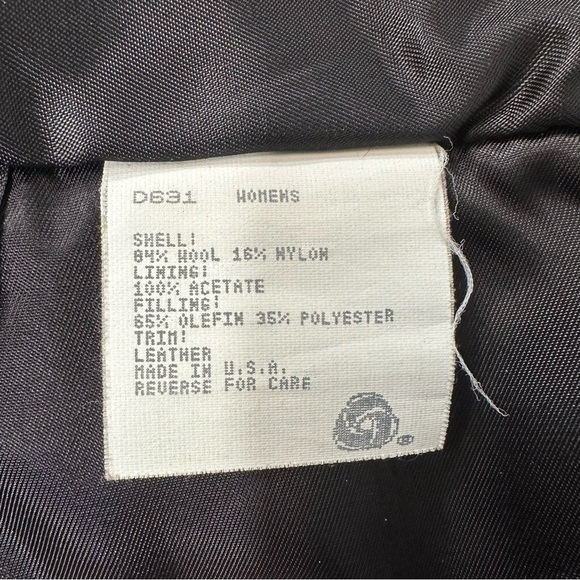 D631 WOMENS
SHELL:
84% WOOL 16% NYLON
LINING:
100% ACETATE
FILLING:
65% OLEFIN 35% POLYESTER
TRIM:
LEATHER
MADE IN U.S.A.
REVERSE FOR CARE
®